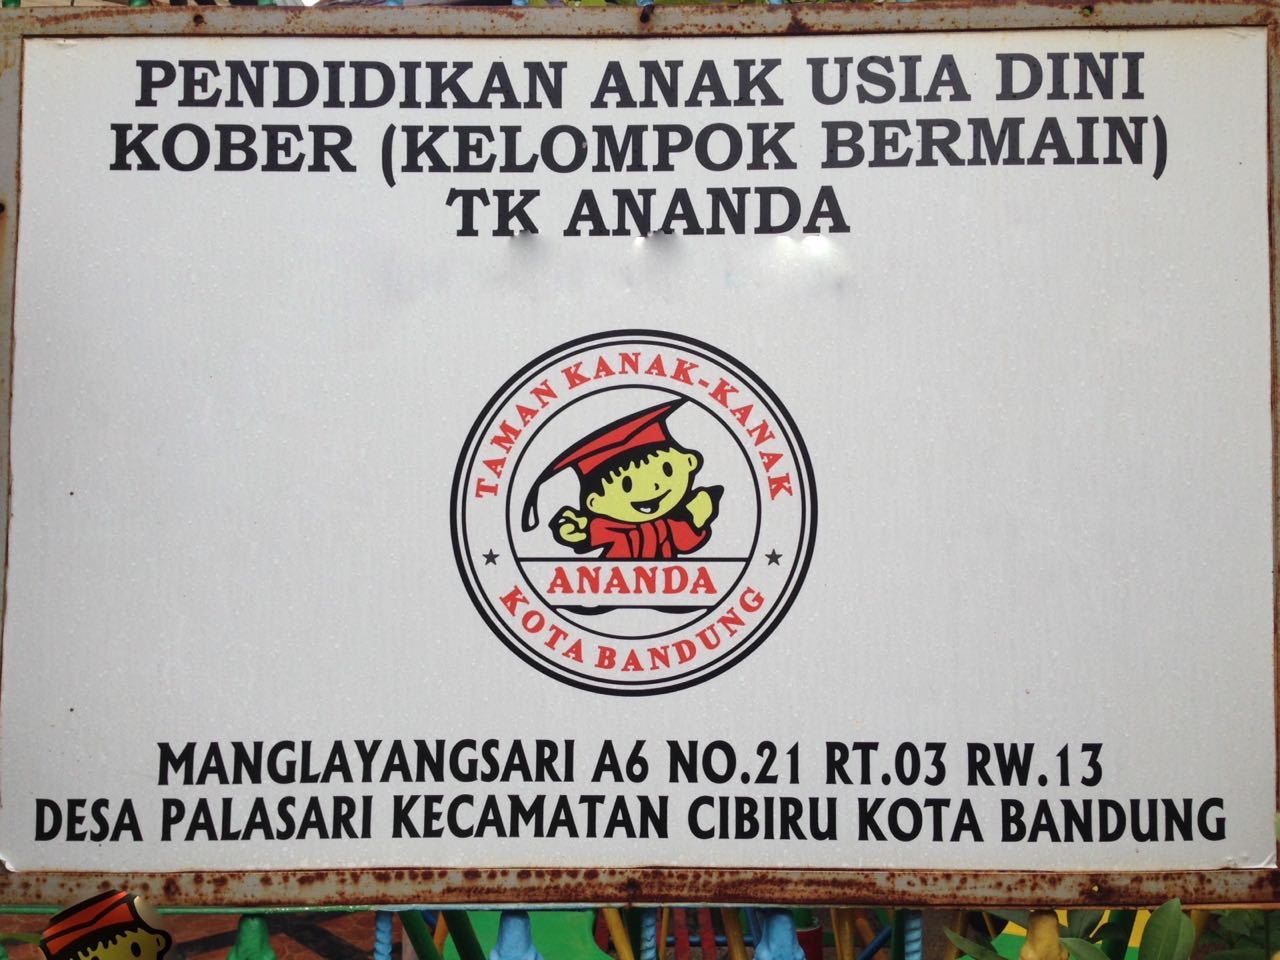 PENDIDIKAN ANAK USIA DINI
KOBER (KELOMPOK BERMAIN)
TK ANANDA
TAMAN KANAK-KANAK
ANANDA
KOTA BANDUNG
MANGLAYANGSARI A6 NO.21 RT.03 RW.13
DESA PALASARI KECAMATAN CIBIRU KOTA BANDUNG